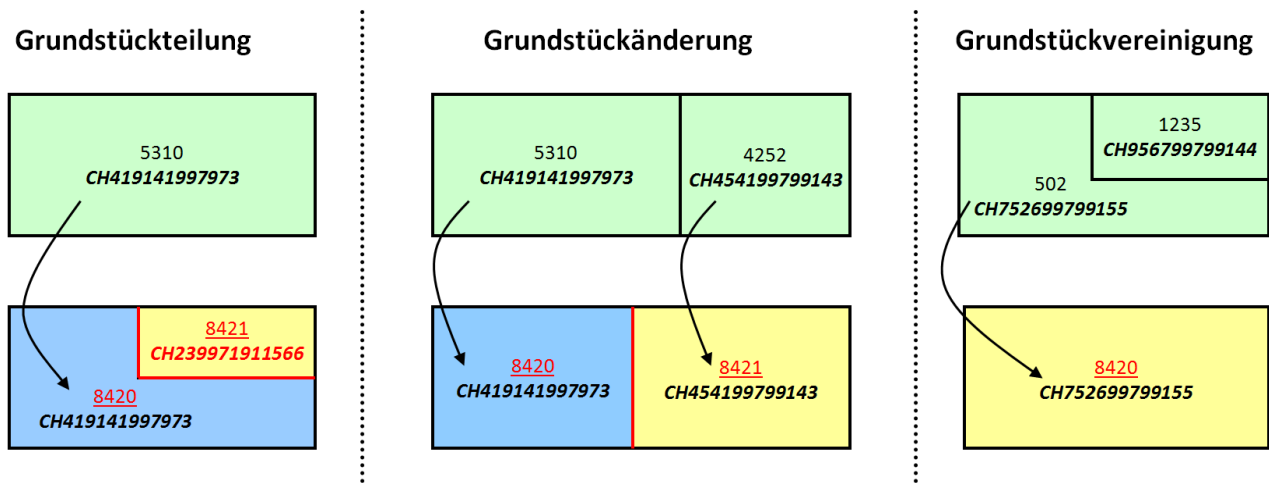 Grundstückteilung
5310
CH419141997973
8421
CH239971911566
8420
CH419141997973
Grundstückänderung
5310
CH419141997973
4252
CH454199799143
8420
CH419141997973
8421
CH454199799143
Grundstückvereinigung
1235
CH956799799144
502
CH752699799155
8420
CH752699799155